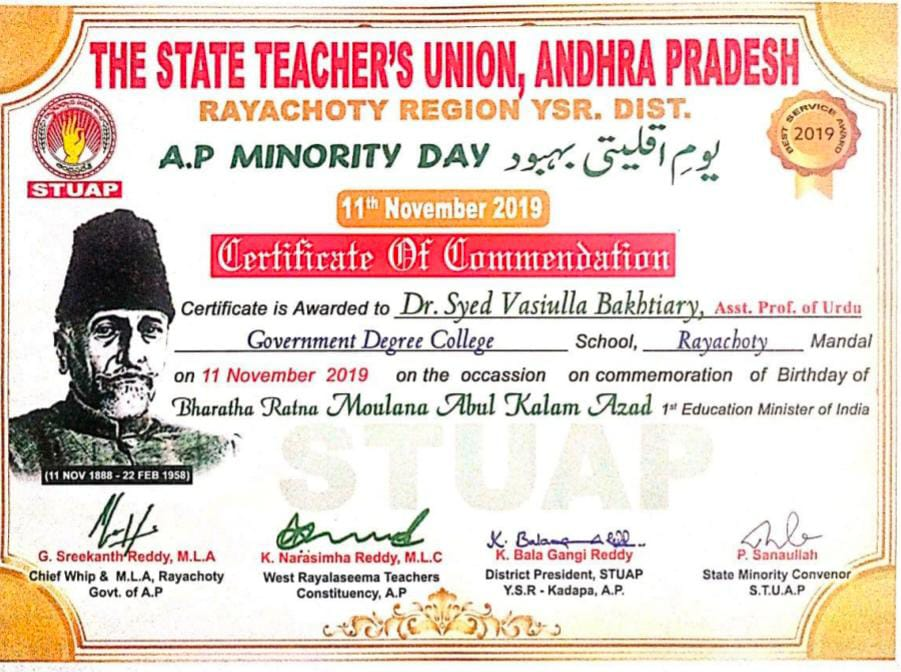 THE STATE TEACHER'S UNION, ANDHRA PRADESH
RAYACHOTY REGION YSR. DIST.
BEST SERVICE AWARD
2019
STUAP
A.P MINORITY DAY یومِ اقلیتی بہبود
11th November 2019
Certificate Of Commendation
Certificate is Awarded to Dr. Syed Vasiulla Bakhtiary, Asst. Prof. of Urdu
Government Degree College School, Rayachoty Mandal
on 11 November 2019 on the occassion on commemoration of Birthday of
Bharatha Ratna Moulana Abul Kalam Azad 1st Education Minister of India
STUAP
(11 NOV 1888 - 22 FEB 1958)
G. Sreekanth Reddy, M.L.A
Chief Whip & M.L.A, Rayachoty
Govt. of A.P
K. Narasimha Reddy, M.L.C
West Rayalaseema Teachers
Constituency, A.P
K. Bala Gangi Reddy
District President, STUAP
Y.S.R - Kadapa, A.P.
P. Sanaullah
State Minority Convenor
S.T.U.A.P